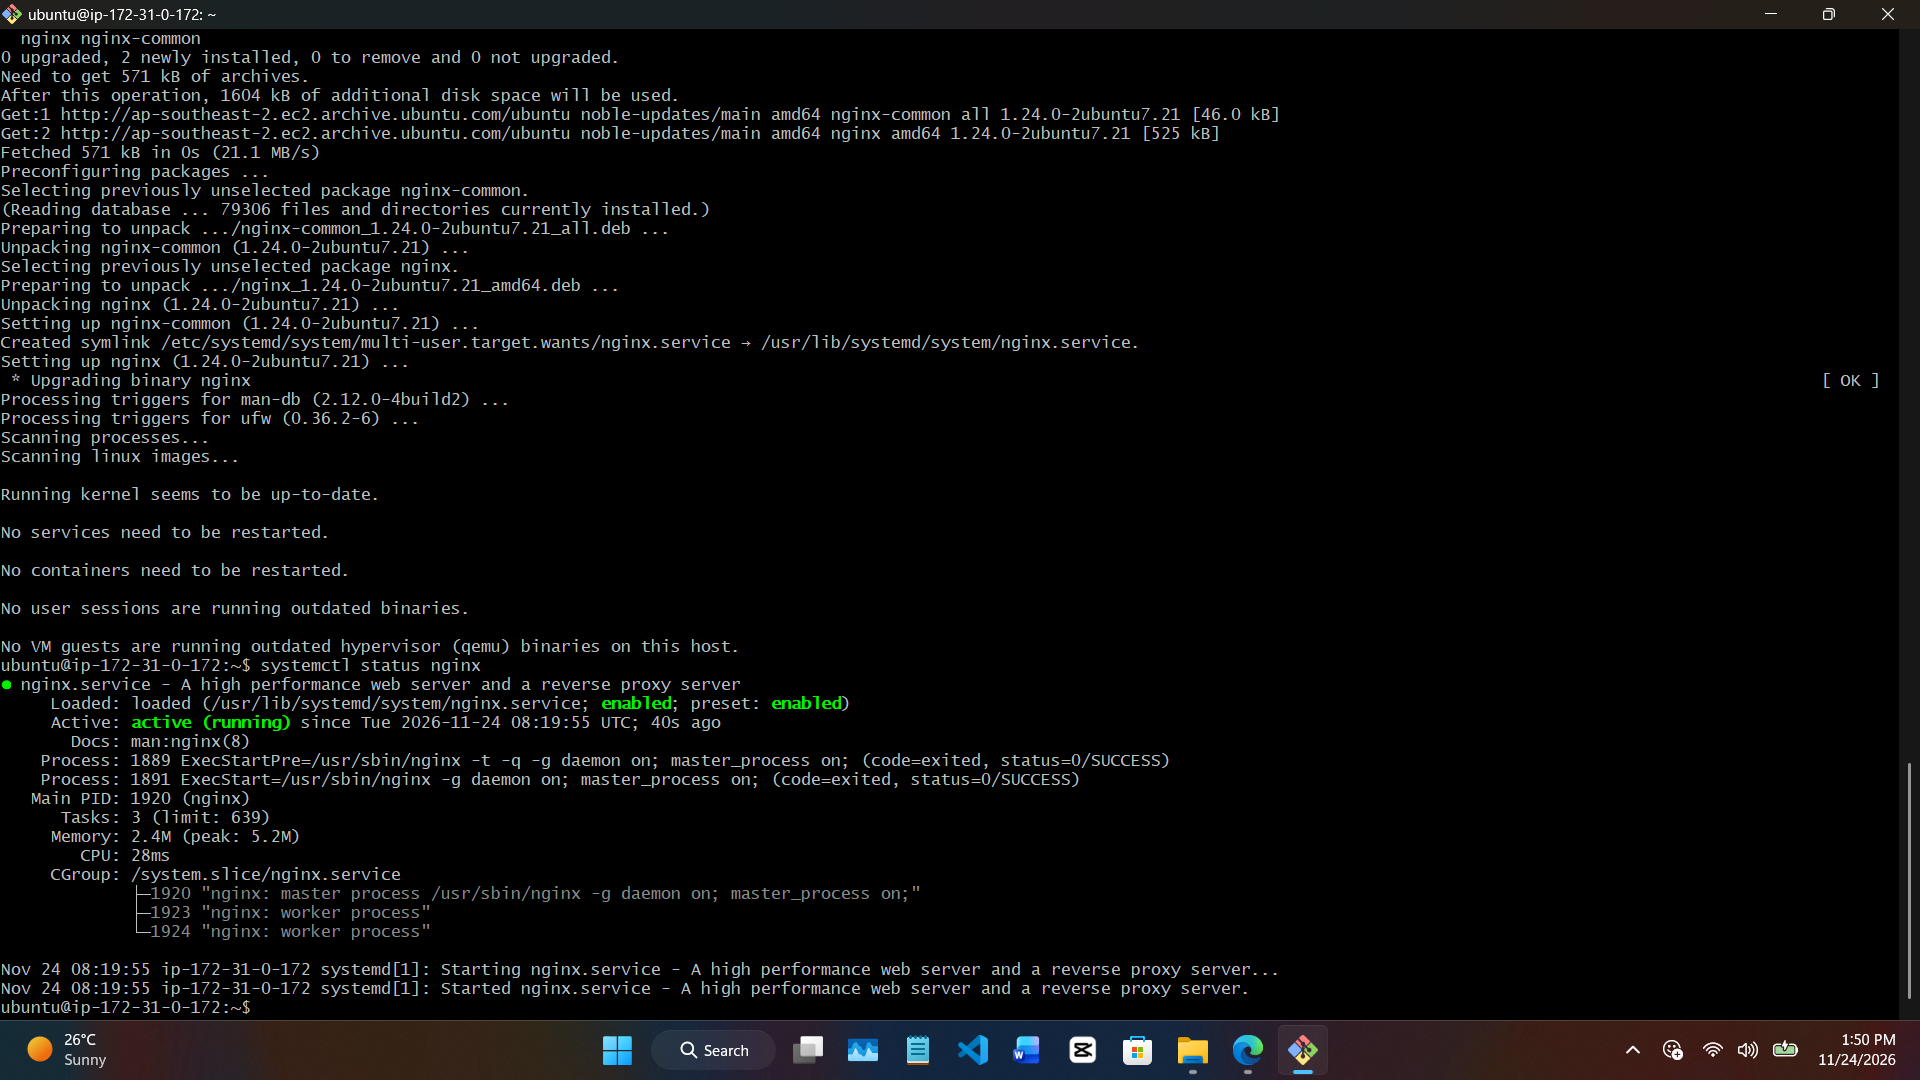 ubuntu@ip-172-31-0-172: ~
  nginx nginx-common
0 upgraded, 2 newly installed, 0 to remove and 0 not upgraded.
Need to get 571 kB of archives.
After this operation, 1604 kB of additional disk space will be used.
Get:1 http://ap-southeast-2.ec2.archive.ubuntu.com/ubuntu noble-updates/main amd64 nginx-common all 1.24.0-2ubuntu7.21 [46.0 kB]
Get:2 http://ap-southeast-2.ec2.archive.ubuntu.com/ubuntu noble-updates/main amd64 nginx amd64 1.24.0-2ubuntu7.21 [525 kB]
Fetched 571 kB in 0s (21.1 MB/s)
Preconfiguring packages ...
Selecting previously unselected package nginx-common.
(Reading database ... 79306 files and directories currently installed.)
Preparing to unpack .../nginx-common_1.24.0-2ubuntu7.21_all.deb ...
Unpacking nginx-common (1.24.0-2ubuntu7.21) ...
Selecting previously unselected package nginx.
Preparing to unpack .../nginx_1.24.0-2ubuntu7.21_amd64.deb ...
Unpacking nginx (1.24.0-2ubuntu7.21) ...
Setting up nginx-common (1.24.0-2ubuntu7.21) ...
Created symlink /etc/systemd/system/multi-user.target.wants/nginx.service → /usr/lib/systemd/system/nginx.service.
Setting up nginx (1.24.0-2ubuntu7.21) ...
 * Upgrading binary nginx [ OK ]
Processing triggers for man-db (2.12.0-4build2) ...
Processing triggers for ufw (0.36.2-6) ...
Scanning processes...
Scanning linux images...
Running kernel seems to be up-to-date.
No services need to be restarted.
No containers need to be restarted.
No user sessions are running outdated binaries.
No VM guests are running outdated hypervisor (qemu) binaries on this host.
ubuntu@ip-172-31-0-172:~$ systemctl status nginx
● nginx.service - A high performance web server and a reverse proxy server
     Loaded: loaded (/usr/lib/systemd/system/nginx.service; enabled; preset: enabled)
     Active: active (running) since Tue 2026-11-24 08:19:55 UTC; 40s ago
       Docs: man:nginx(8)
    Process: 1889 ExecStartPre=/usr/sbin/nginx -t -q -g daemon on; master_process on; (code=exited, status=0/SUCCESS)
    Process: 1891 ExecStart=/usr/sbin/nginx -g daemon on; master_process on; (code=exited, status=0/SUCCESS)
   Main PID: 1920 (nginx)
      Tasks: 3 (limit: 639)
     Memory: 2.4M (peak: 5.2M)
        CPU: 28ms
     CGroup: /system.slice/nginx.service
             ├─1920 "nginx: master process /usr/sbin/nginx -g daemon on; master_process on;"
             ├─1923 "nginx: worker process"
             └─1924 "nginx: worker process"
Nov 24 08:19:55 ip-172-31-0-172 systemd[1]: Starting nginx.service - A high performance web server and a reverse proxy server...
Nov 24 08:19:55 ip-172-31-0-172 systemd[1]: Started nginx.service - A high performance web server and a reverse proxy server.
ubuntu@ip-172-31-0-172:~$
26°C
Sunny
Search
1:50 PM
11/24/2026